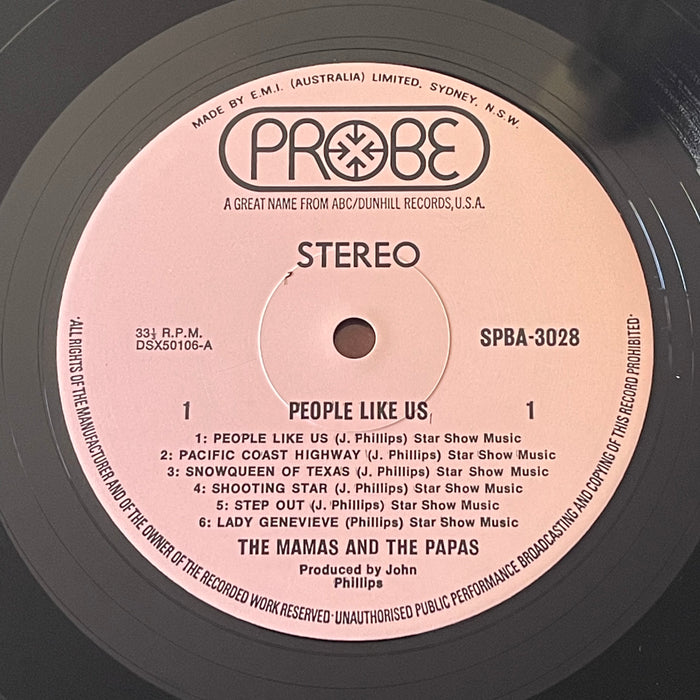 MADE BY E.M.I. (AUSTRALIA) LIMITED. SYDNEY, N.S.W.
PROBE
A GREAT NAME FROM ABC/DUNHILL RECORDS, U.S.A.
STEREO
33⅓ R.P.M.
DSX50106-A
SPBA-3028
1 PEOPLE LIKE US 1
1: PEOPLE LIKE US (J. Phillips) Star Show Music
2: PACIFIC COAST HIGHWAY (J. Phillips) Star Show Music
3: SNOWQUEEN OF TEXAS (J. Phillips) Star Show Music
4: SHOOTING STAR (J. Phillips) Star Show Music
5: STEP OUT (J. Phillips) Star Show Music
6: LADY GENEVIEVE (Phillips) Star Show Music
THE MAMAS AND THE PAPAS
Produced by John
Phillips
·ALL RIGHTS OF THE MANUFACTURER AND OF THE OWNER OF THE RECORDED WORK RESERVED·UNAUTHORISED PUBLIC PERFORMANCE BROADCASTING AND COPYING OF THIS RECORD PROHIBITED·